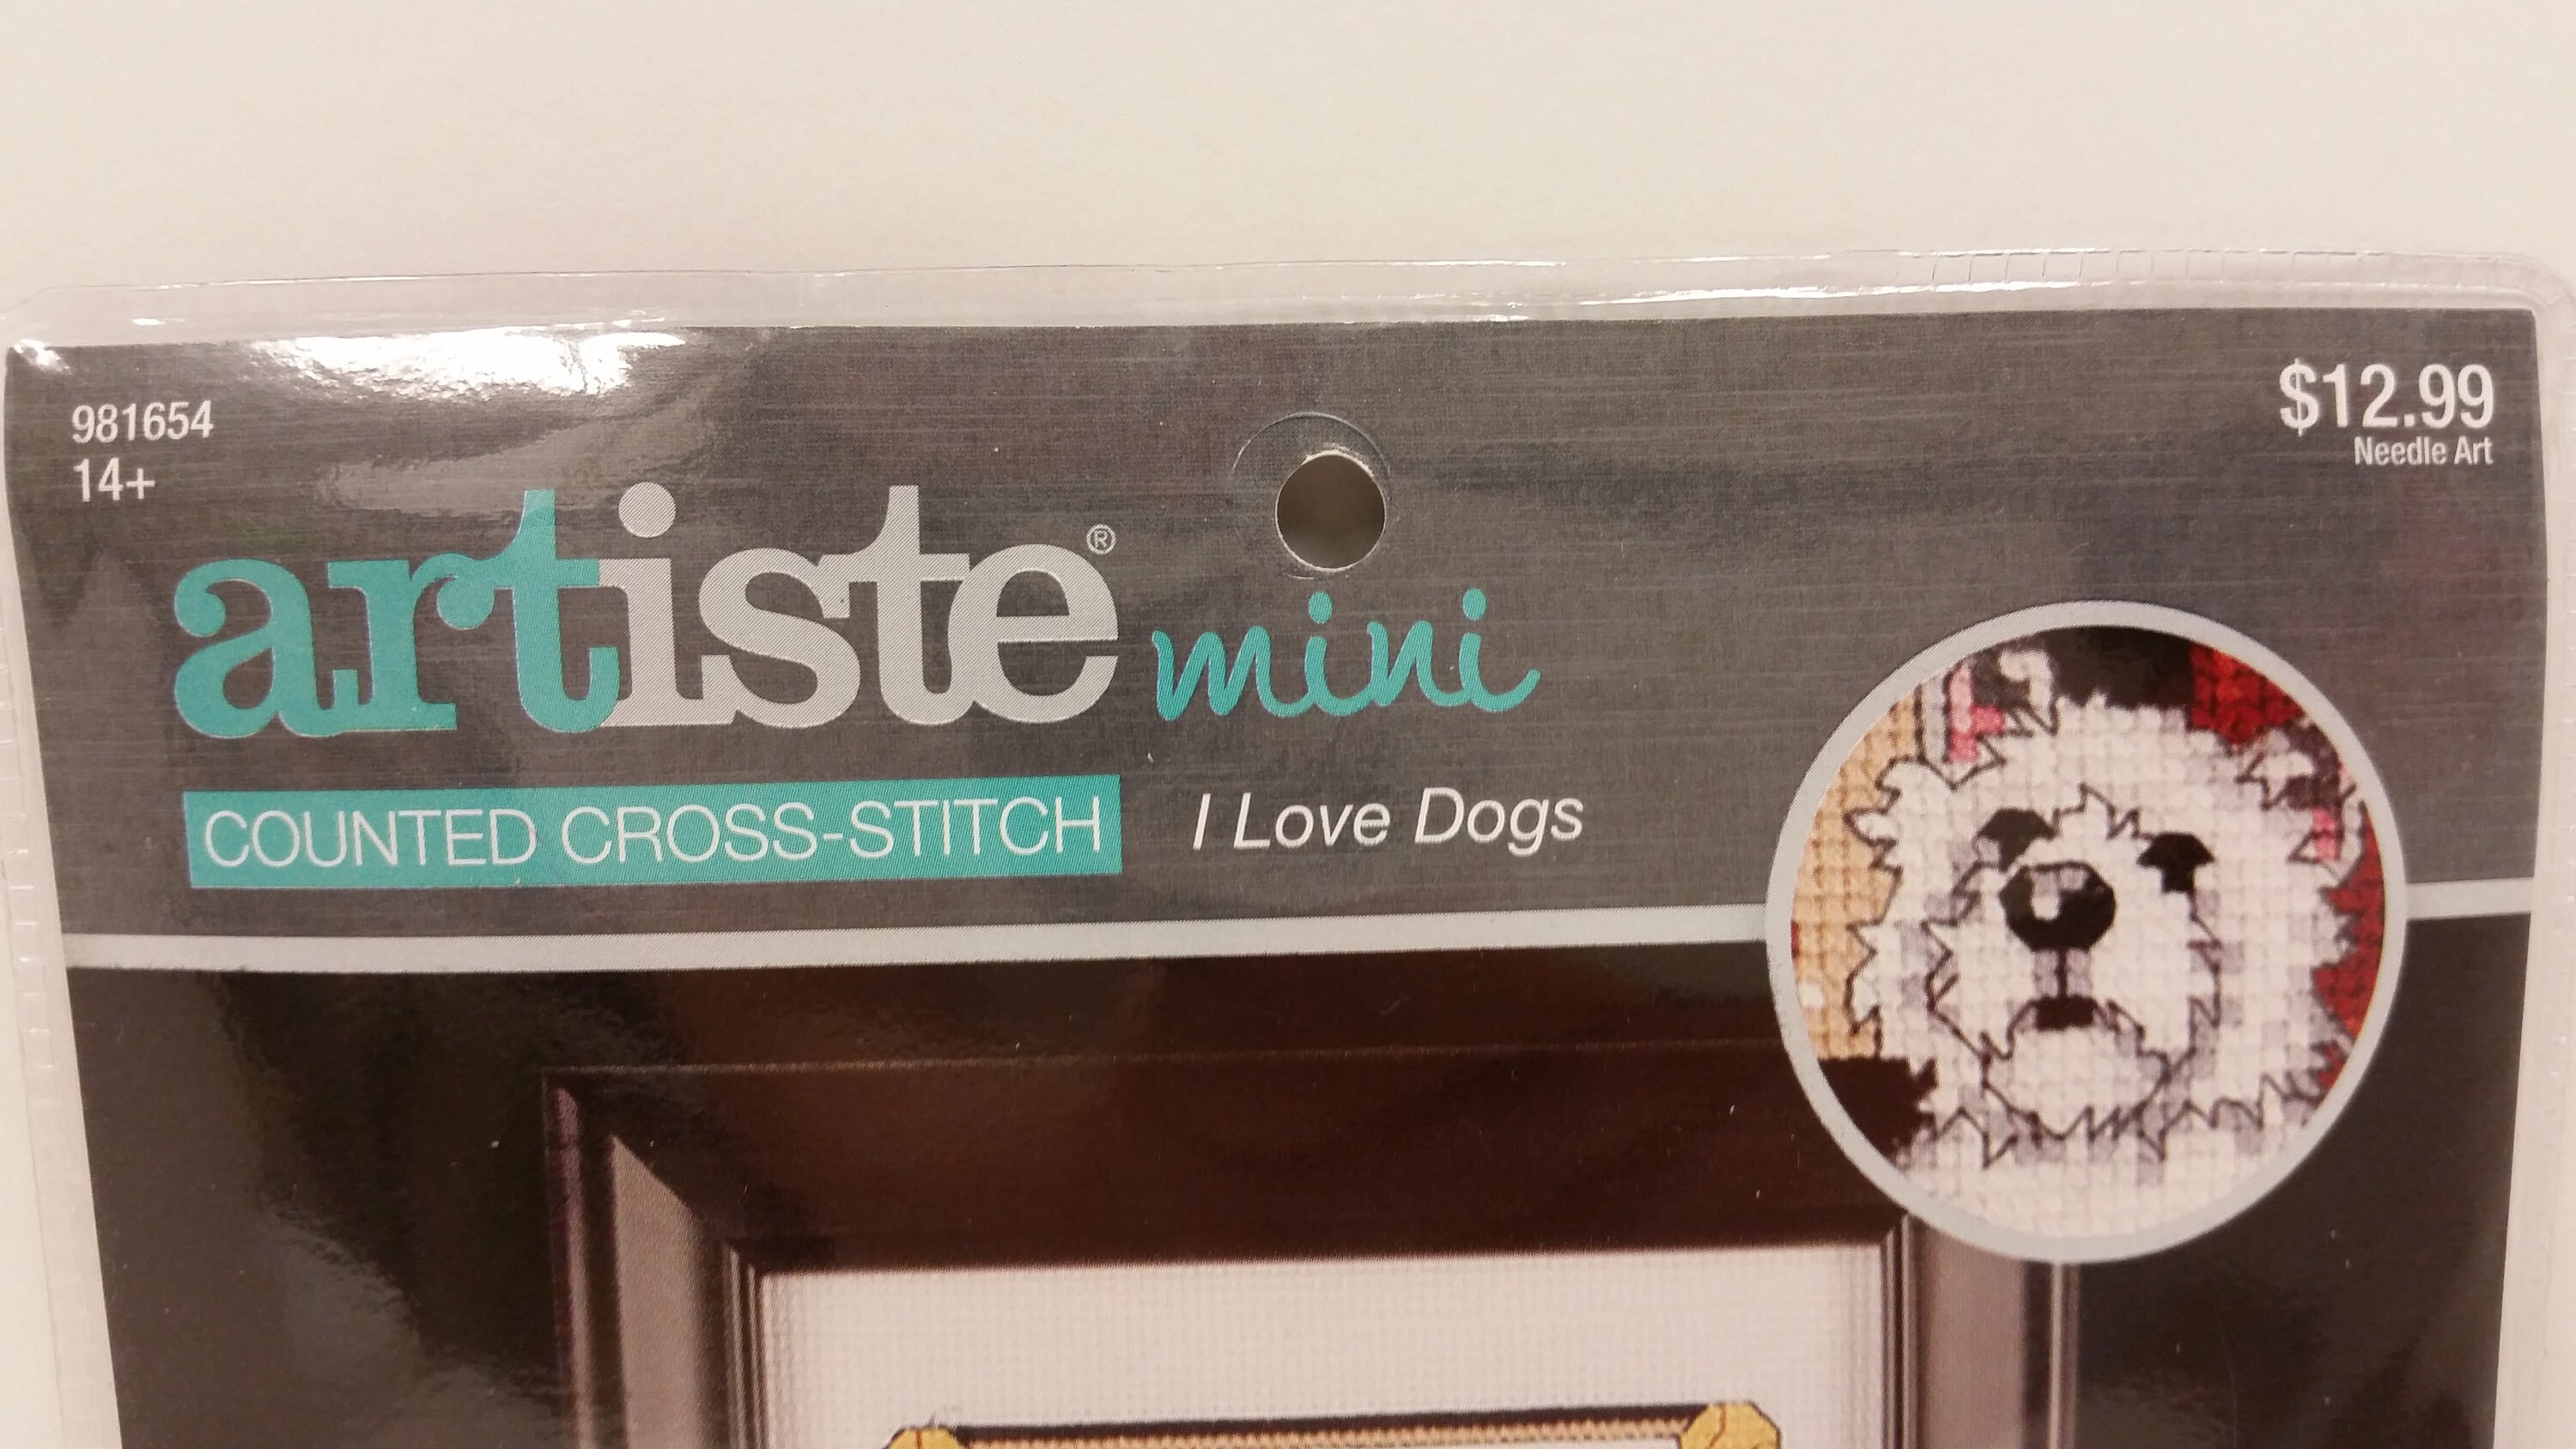 981654
14+
$12.99
Needle Art
artiste® mini
COUNTED CROSS-STITCH
I Love Dogs